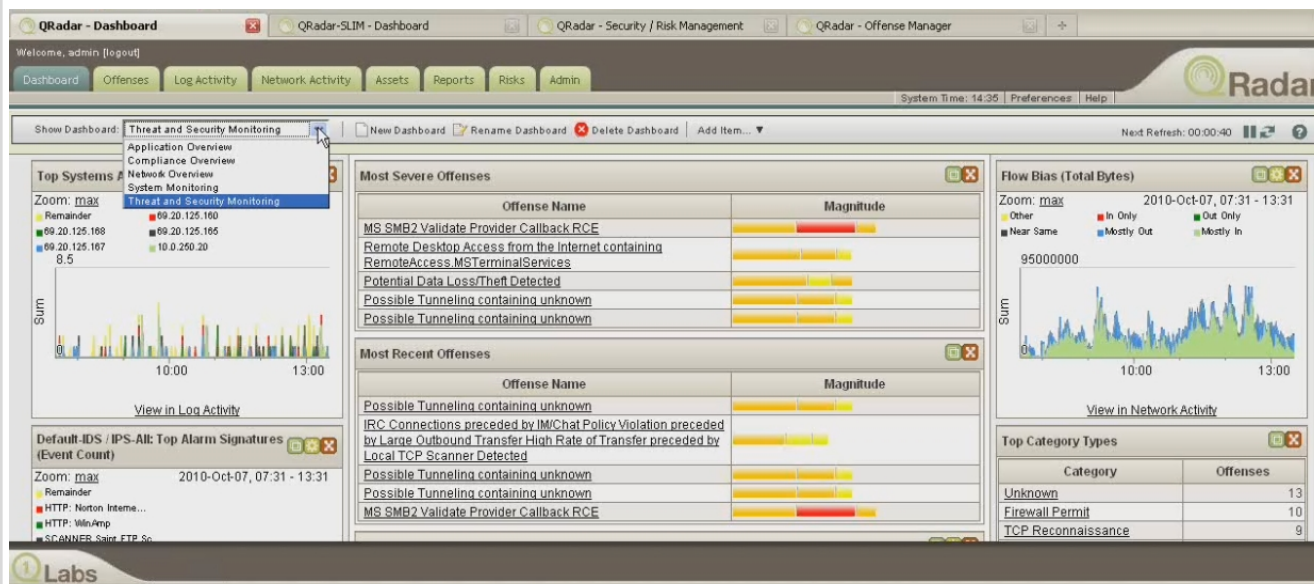 QRadar - Dashboard
QRadar-SLIM - Dashboard
QRadar - Security / Risk Management
QRadar - Offense Manager
Welcome, admin [logout]
Dashboard
Offenses
Log Activity
Network Activity
Assets
Reports
Risks
Admin
QRadar
System Time: 14:35
Preferences
Help
Show Dashboard:
Threat and Security Monitoring
New Dashboard
Rename Dashboard
Delete Dashboard
Add Item... ▼
Next Refresh: 00:00:40
Application Overview
Compliance Overview
Network Overview
System Monitoring
Threat and Security Monitoring
Top Systems A
Zoom: max
Remainder
69.20.125.160
69.20.125.168
69.20.125.165
69.20.125.167
10.0.250.20
8.5
Sum
0
10:00
13:00
View in Log Activity
Default-IDS / IPS-All: Top Alarm Signatures
(Event Count)
Zoom: max
2010-Oct-07, 07:31 - 13:31
Remainder
HTTP: Norton Interne...
HTTP: WinAmp
SCANNER Saint FTP Sc
Most Severe Offenses
Offense Name
Magnitude
MS SMB2 Validate Provider Callback RCE
Remote Desktop Access from the Internet containing
RemoteAccess.MSTerminalServices
Potential Data Loss/Theft Detected
Possible Tunneling containing unknown
Possible Tunneling containing unknown
Most Recent Offenses
Offense Name
Magnitude
Possible Tunneling containing unknown
IRC Connections preceded by IM/Chat Policy Violation preceded
by Large Outbound Transfer High Rate of Transfer preceded by
Local TCP Scanner Detected
Possible Tunneling containing unknown
Possible Tunneling containing unknown
MS SMB2 Validate Provider Callback RCE
Flow Bias (Total Bytes)
Zoom: max
2010-Oct-07, 07:31 - 13:31
Other
In Only
Out Only
Near Same
Mostly Out
Mostly In
95000000
Sum
0
10:00
13:00
View in Network Activity
Top Category Types
Category
Offenses
Unknown
13
Firewall Permit
10
TCP Reconnaissance
9
1 Labs